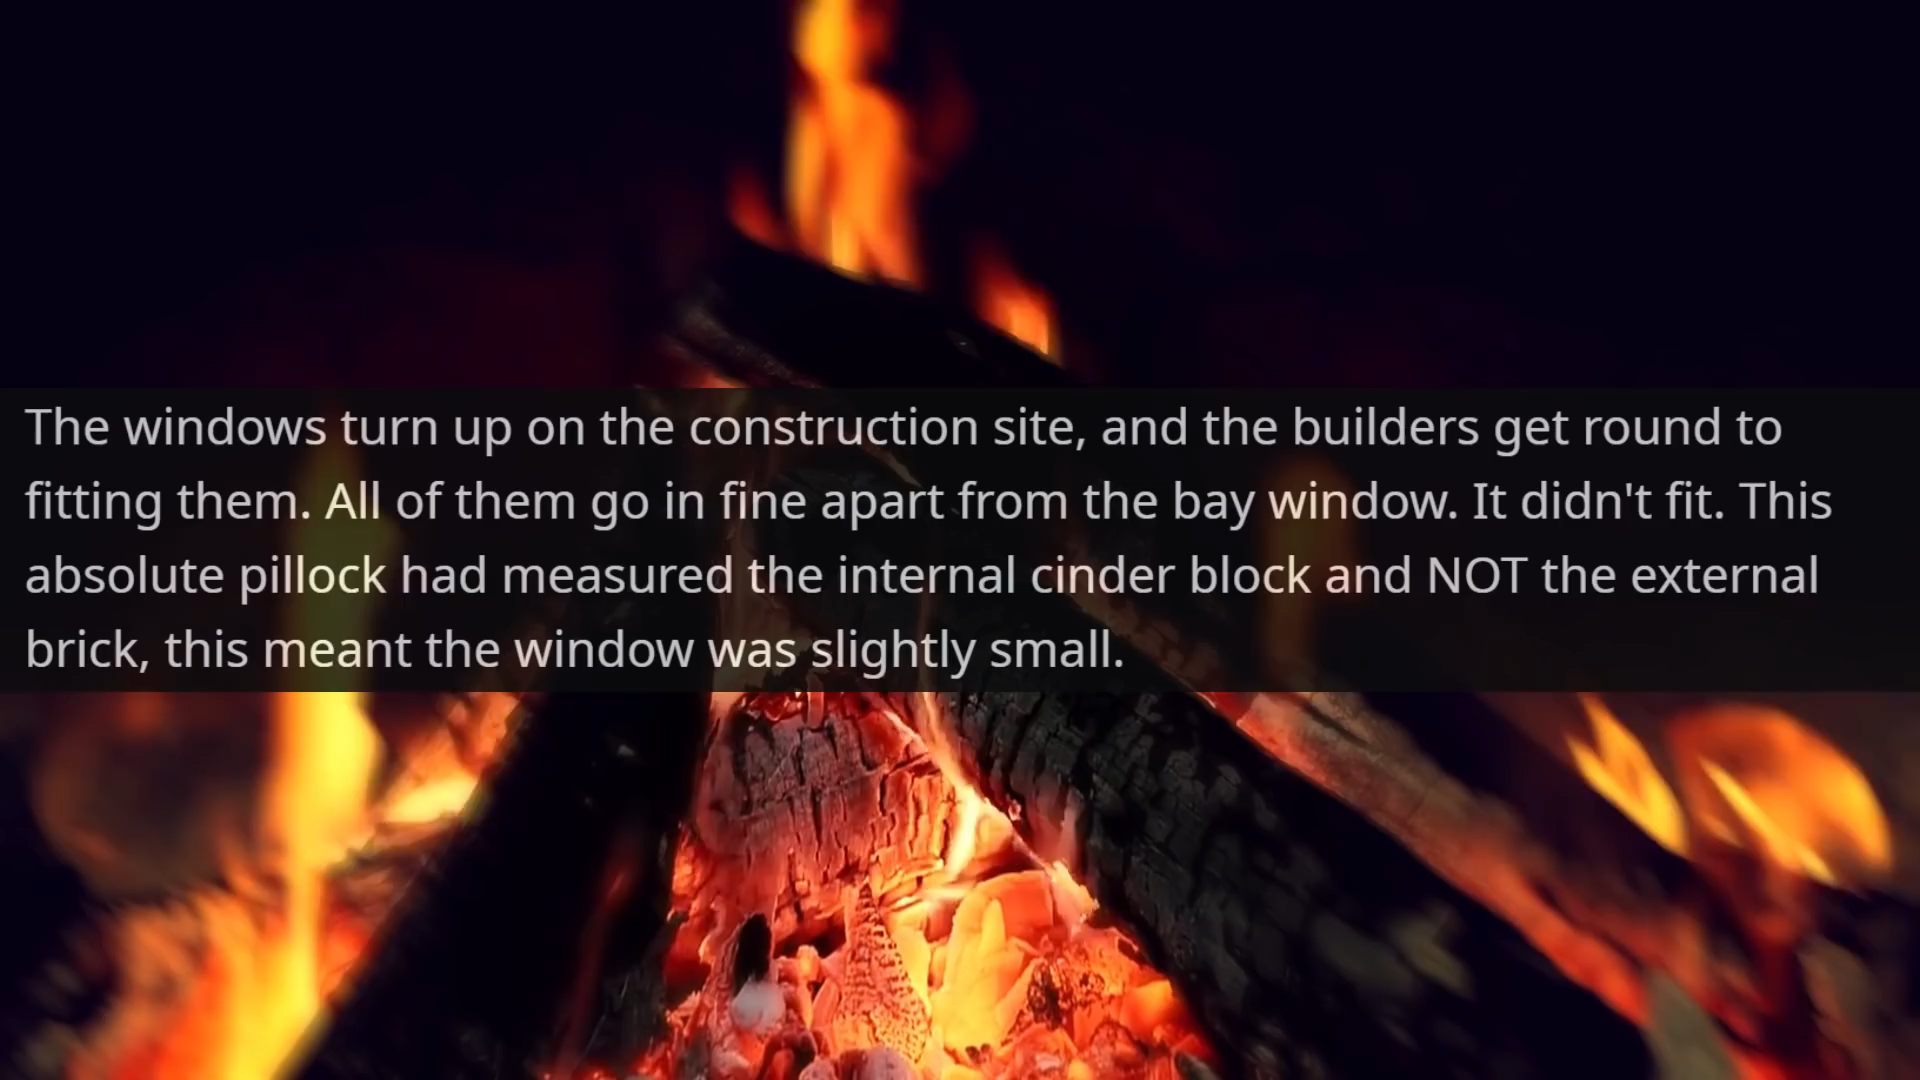 The windows turn up on the construction site, and the builders get round to
fitting them. All of them go in fine apart from the bay window. It didn't fit. This
absolute pillock had measured the internal cinder block and NOT the external
brick, this meant the window was slightly small.